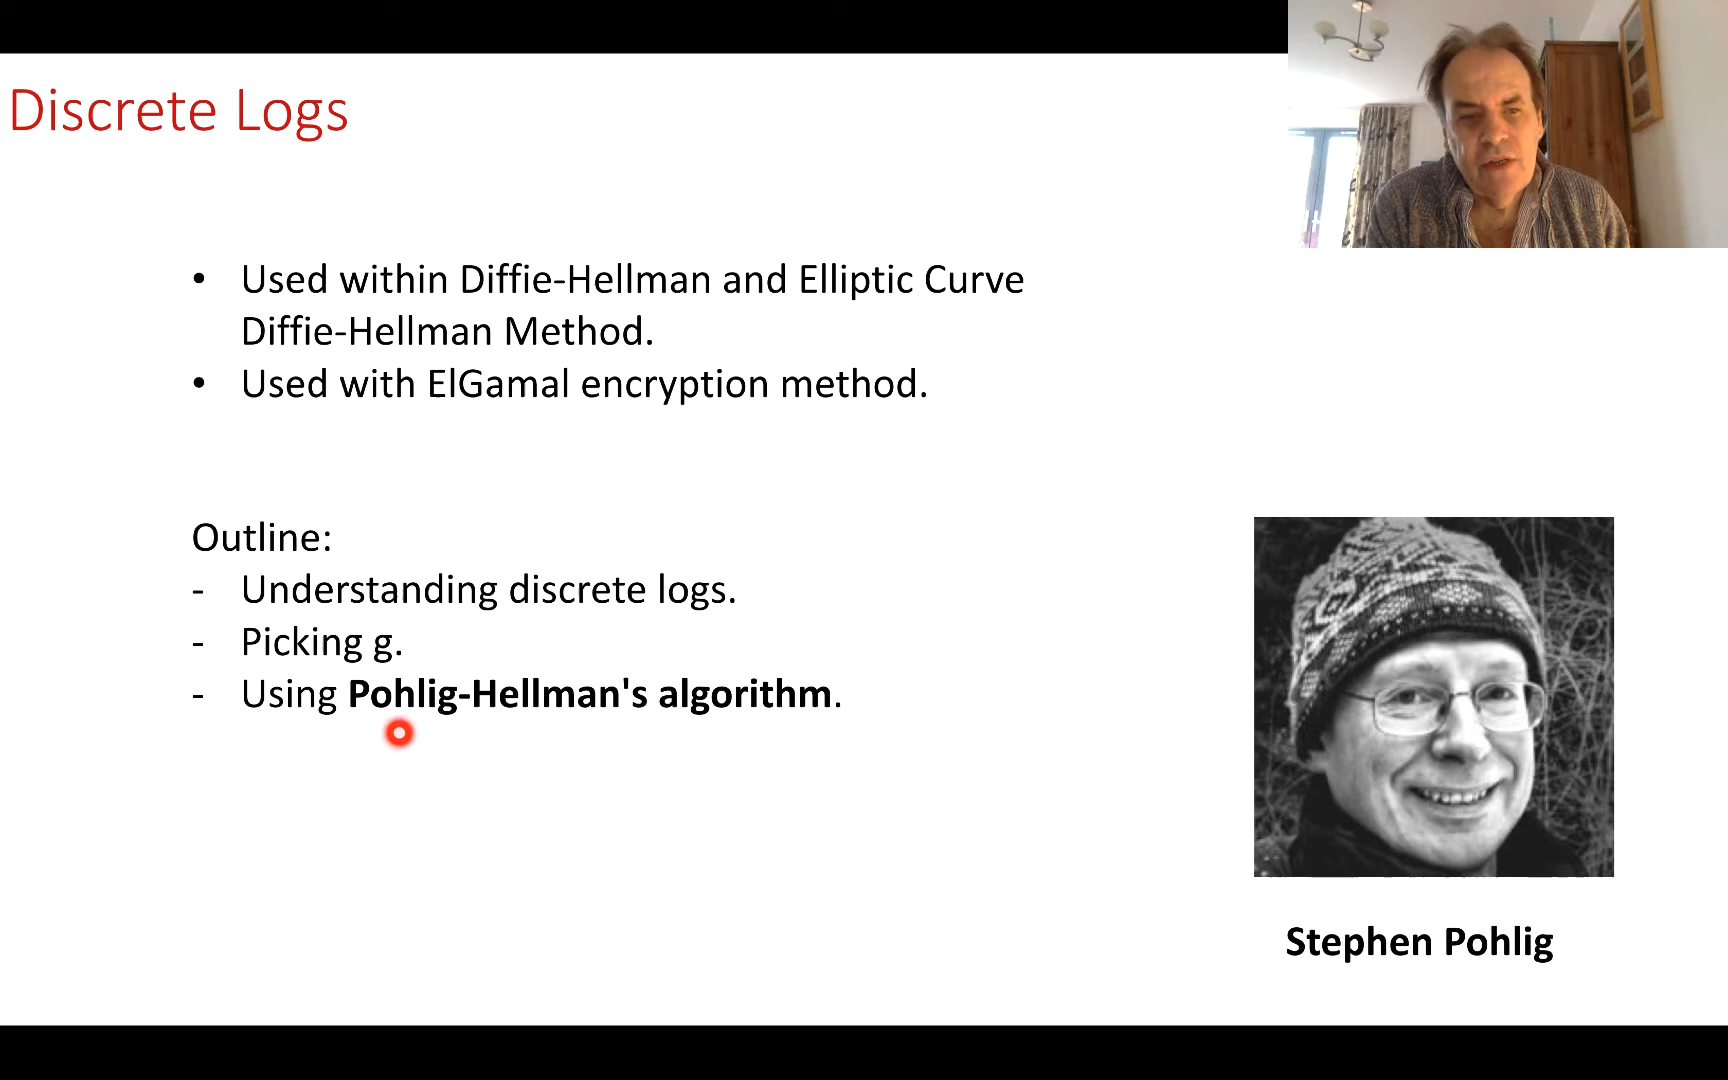 Discrete Logs
• Used within Diffie-Hellman and Elliptic Curve
Diffie-Hellman Method.
• Used with ElGamal encryption method.
Outline:
- Understanding discrete logs.
- Picking g.
- Using Pohlig-Hellman's algorithm.
Stephen Pohlig